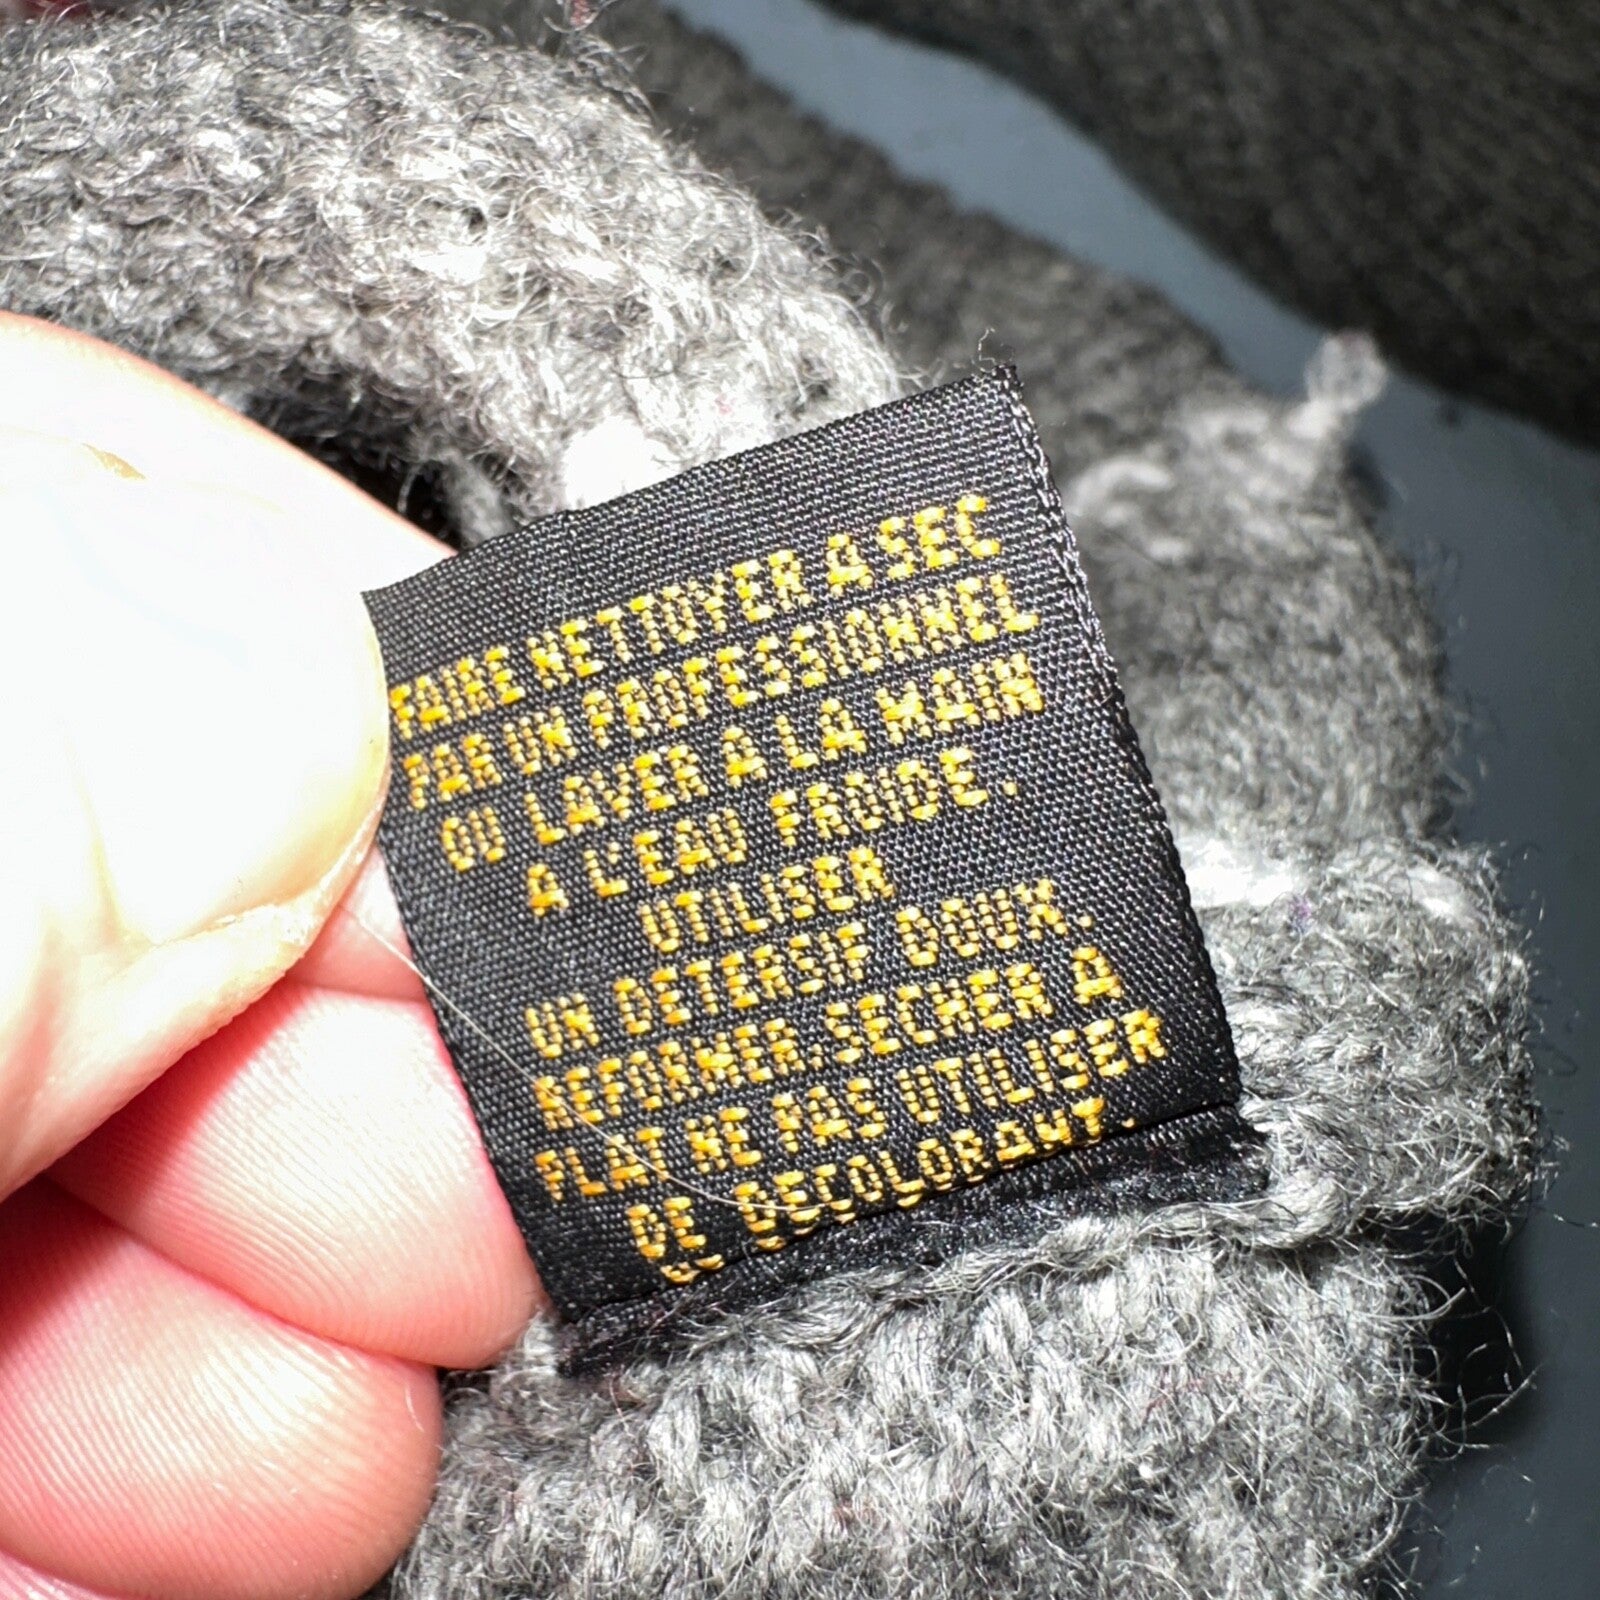 FAIRE NETTOYER A SEC
PAR UN PROFESSIONNEL
OU LAVER A LA MAIN
A L'EAU FROIDE.
UTILISER
UN DETERSIF DOUX.
REFORMER.SECHER A
PLAT NE PAS UTILISER
DE DECOLORANT.